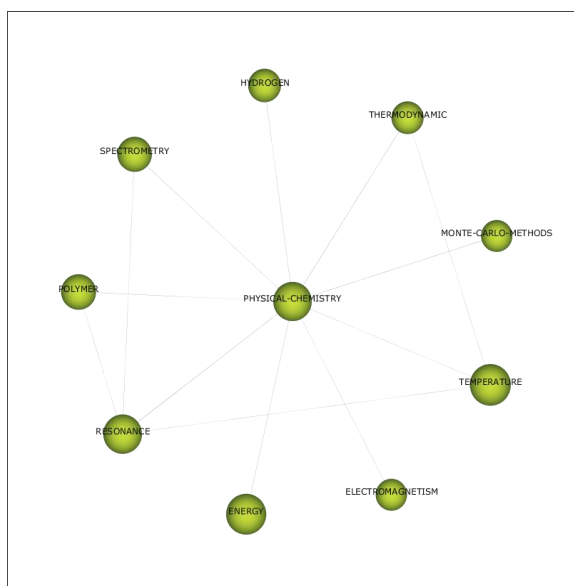 HYDROGEN
THERMODYNAMIC
SPECTROMETRY
MONTE-CARLO-METHODS
POLYMER
PHYSICAL-CHEMISTRY
TEMPERATURE
RESONANCE
ELECTROMAGNETISM
ENERGY